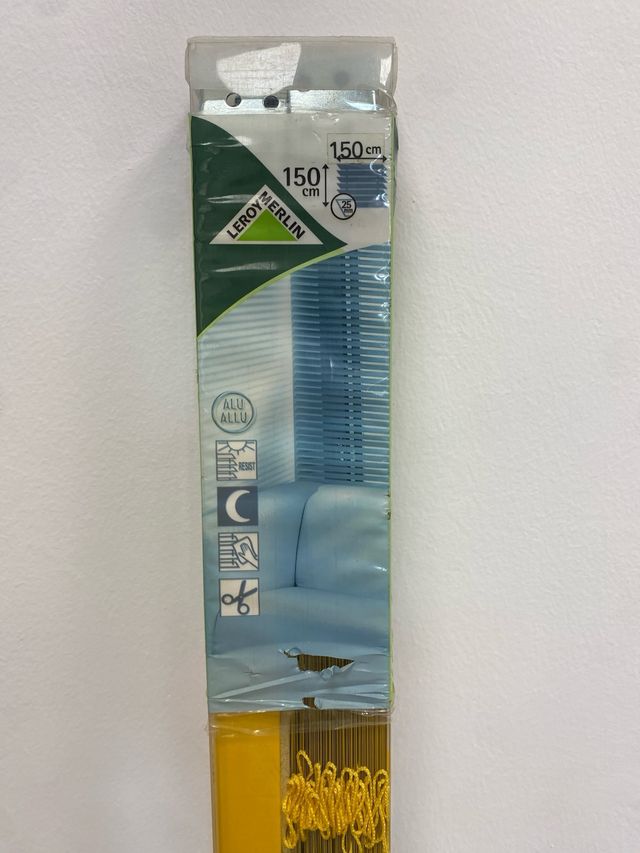 150 cm
150
cm
25
LEROY MERLIN
ALU
ALLU
RESIST